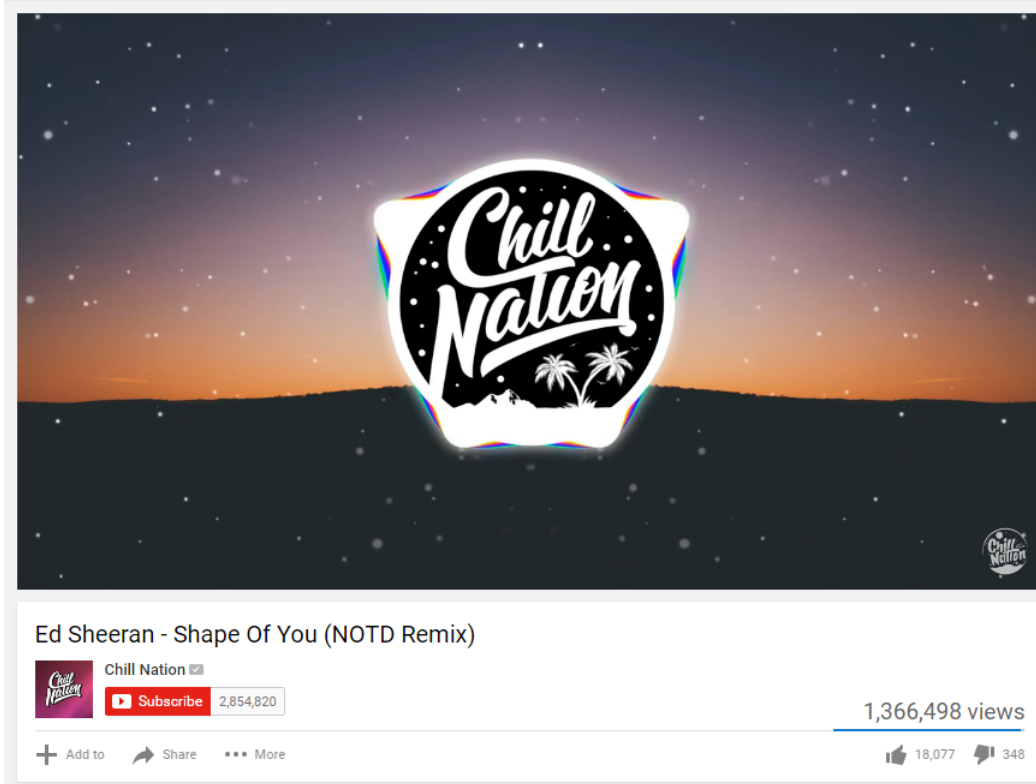 Chill
Nation
Chill
Nation
Ed Sheeran - Shape Of You (NOTD Remix)
Chill
Nation
Chill Nation
Subscribe 2,854,820
1,366,498 views
Add to Share More 18,077 348